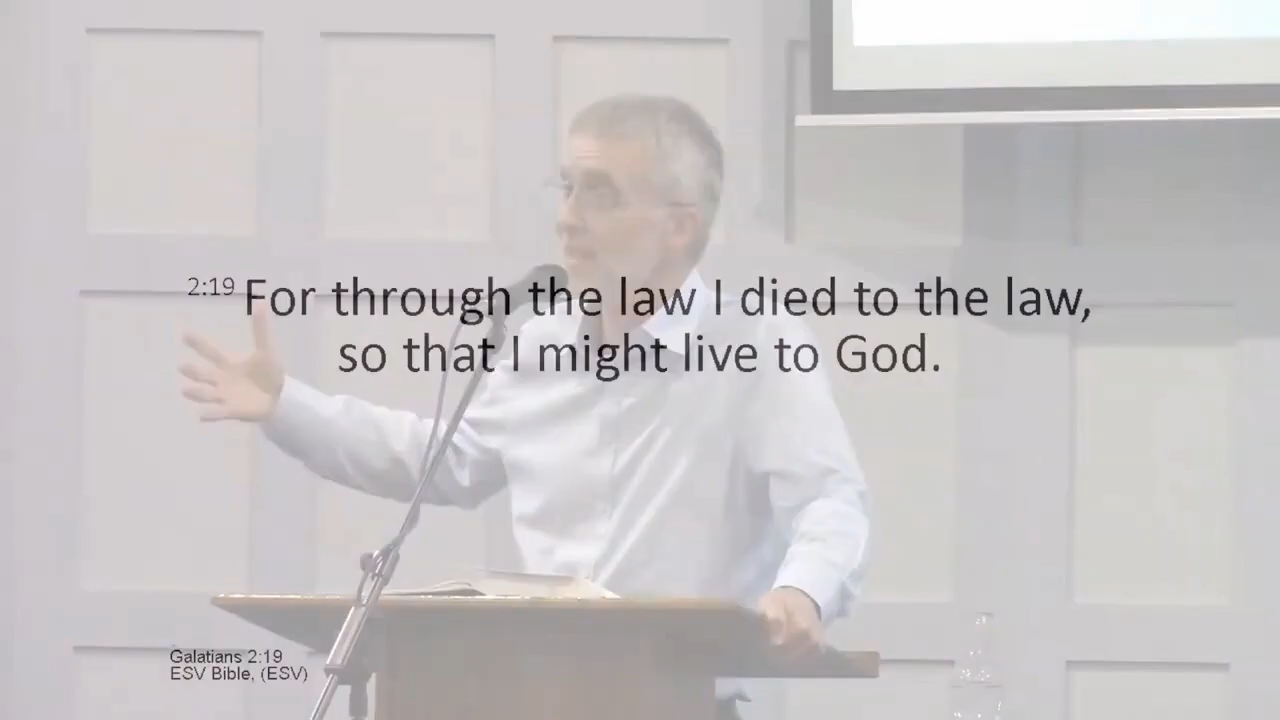 2:19 For through the law I died to the law,
so that I might live to God.
Galatians 2:19
ESV Bible, (ESV)